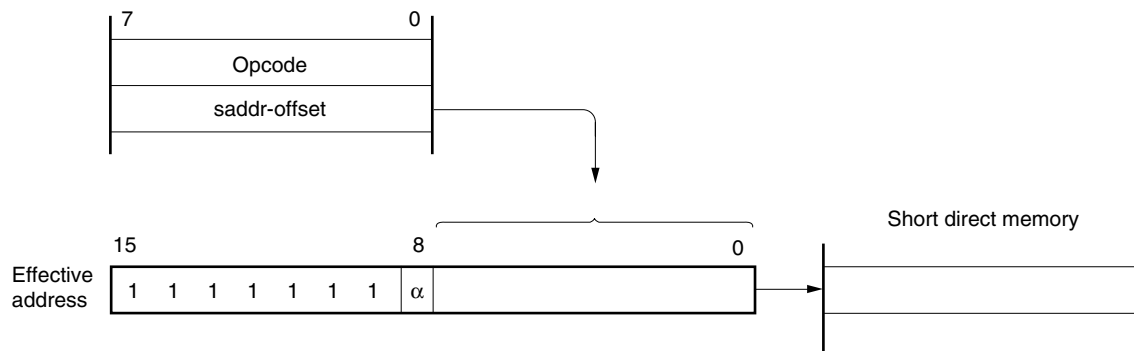 7 0
Opcode
saddr-offset
Short direct memory
15 8 0
Effective
address
1 1 1 1 1 1 1 α